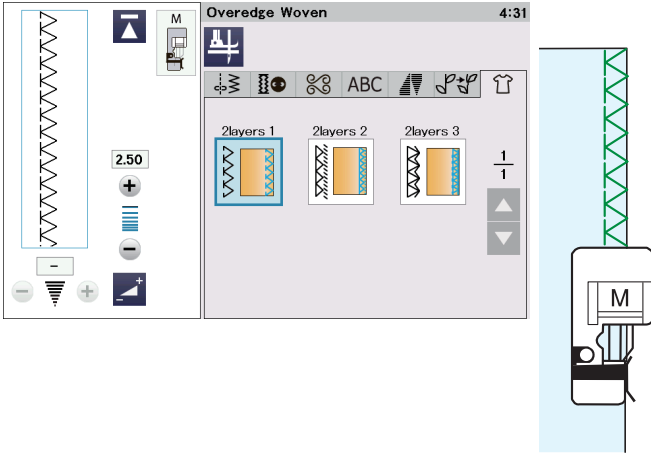 M
2.50
–
Overedge Woven 4:31
ABC
2layers 1 2layers 2 2layers 3
1
1
M